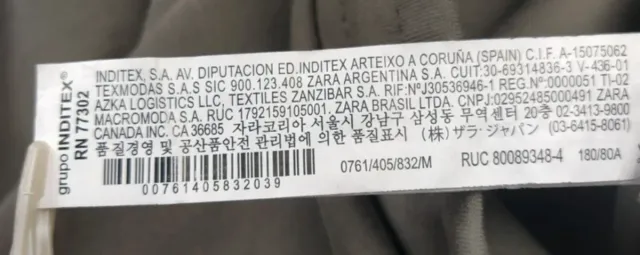 grupo INDITEX®
RN 77302
INDITEX, S.A. AV. DIPUTACION ED.INDITEX ARTEIXO A CORUÑA (SPAIN) C.I.F. A-15075062
TEXMODAS S.A.S SIC 900.123.408 ZARA ARGENTINA S.A. CUIT:30-69314836-3 V-436-01
AZKA LOGISTICS LLC, TEXTILES ZANZIBAR S.A. RIF:NºJ30536946-1 REG.Nº:0000051 TI-02
MACROMODA S.A. RUC 1792159105001. ZARA BRASIL LTDA. CNPJ:02952485000491 ZARA
CANADA INC. CA 36685 자라코리아 서울시 강남구 삼성동 무역센터 20층 02-3413-9800
품질경영 및 공산품안전 관리법에 의한 품질표시 (株) ザラ・ジャパン (03-6415-8061)
00761405832039
0761/405/832/M
RUC 80089348-4
180/80A